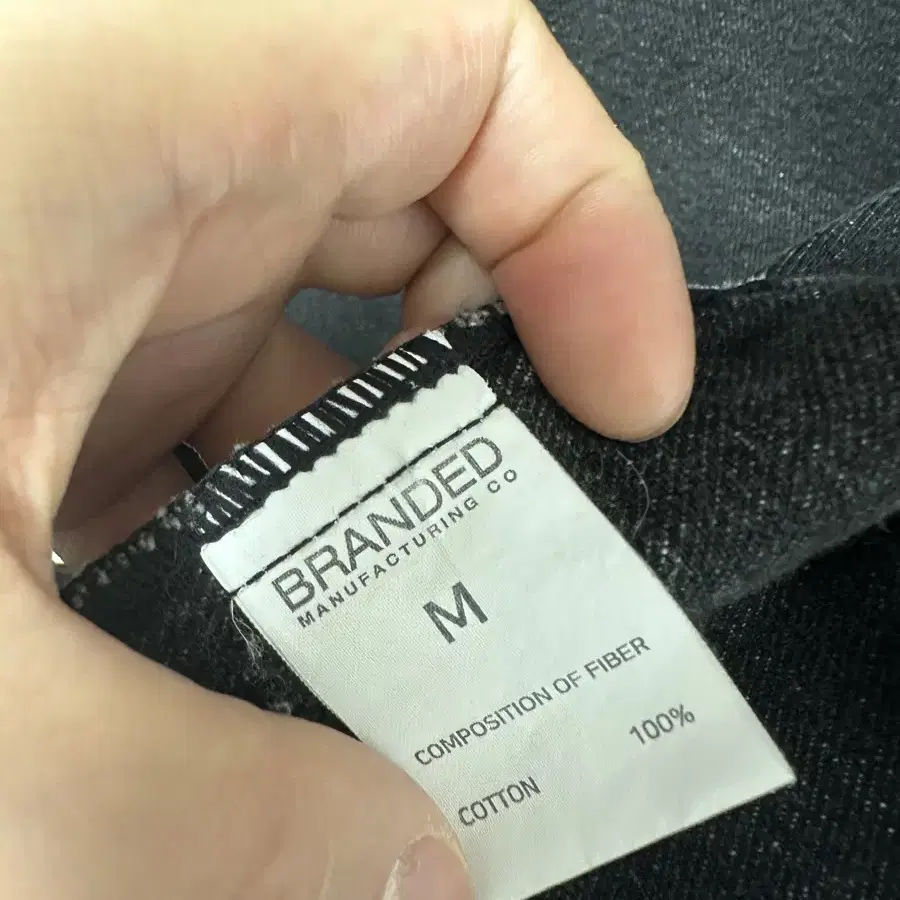 BRANDED
MANUFACTURING CO
M
COMPOSITION OF FIBER
100%
COTTON